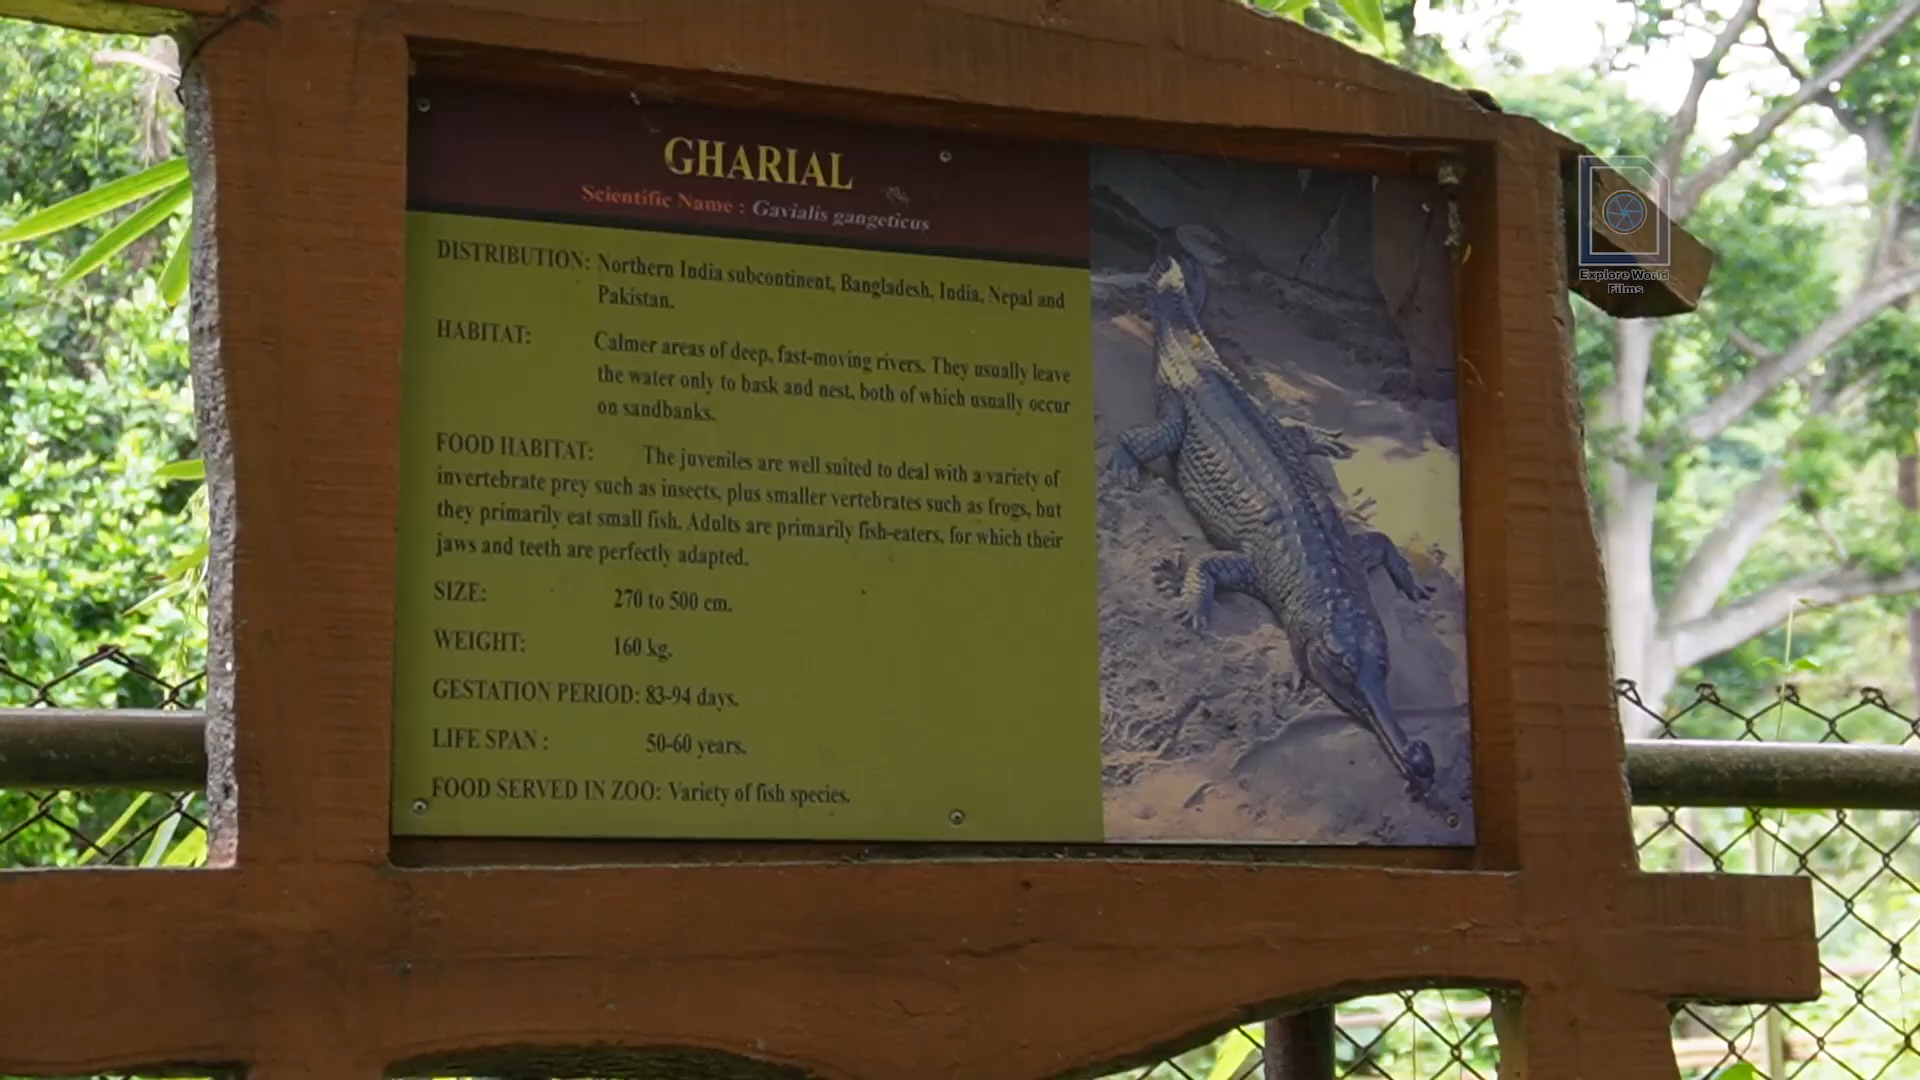 GHARIAL
Scientific Name : Gavialis gangeticus
DISTRIBUTION: Northern India subcontinent, Bangladesh, India, Nepal and
Pakistan.
HABITAT: Calmer areas of deep, fast-moving rivers. They usually leave
the water only to bask and nest, both of which usually occur
on sandbanks.
FOOD HABITAT: The juveniles are well suited to deal with a variety of
invertebrate prey such as insects, plus smaller vertebrates such as frogs, but
they primarily eat small fish. Adults are primarily fish-eaters, for which their
jaws and teeth are perfectly adapted.
SIZE: 270 to 500 cm.
WEIGHT: 160 kg.
GESTATION PERIOD: 83-94 days.
LIFE SPAN : 50-60 years.
FOOD SERVED IN ZOO: Variety of fish species.
Explore World
Films